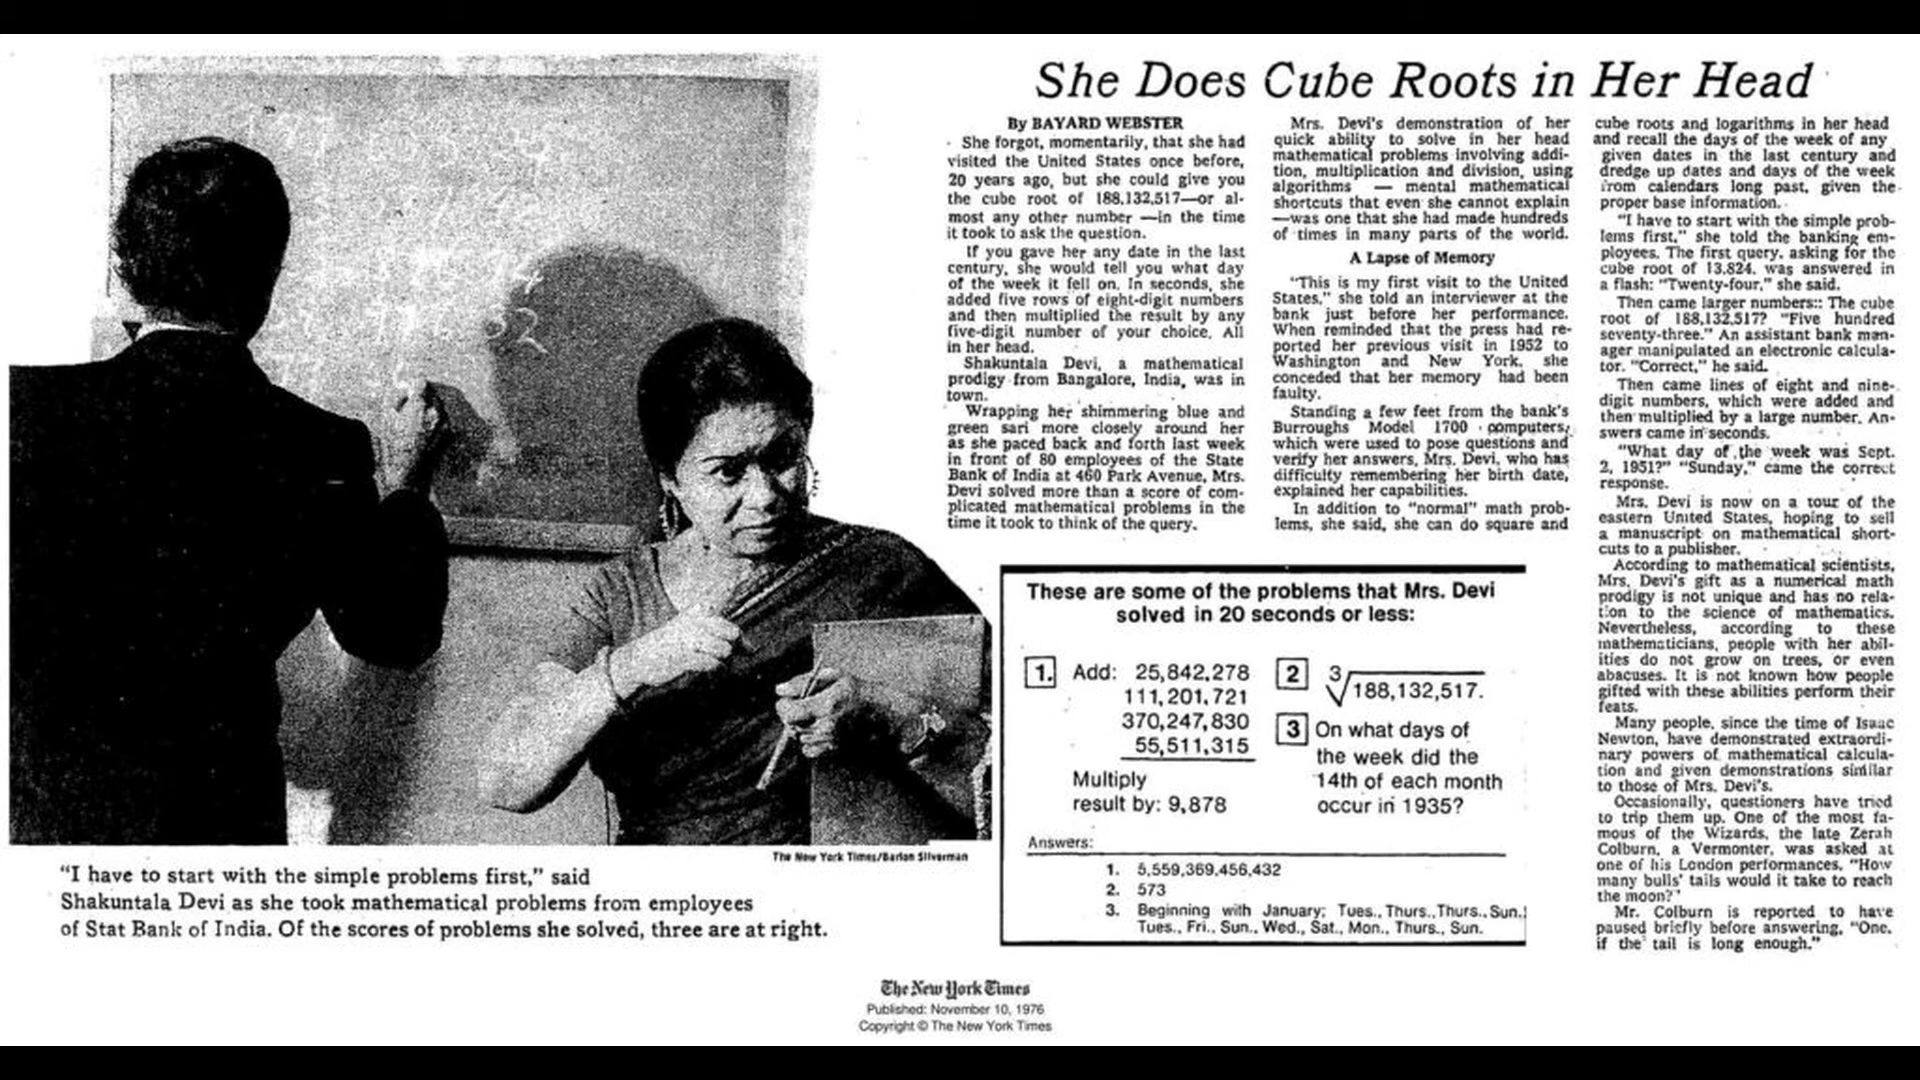 She Does Cube Roots in Her Head
By BAYARD WEBSTER
She forgot, momentarily, that she had
visited the United States once before,
20 years ago, but she could give you
the cube root of 188,132,517—or al-
most any other number —in the time
it took to ask the question.
If you gave her any date in the last
century, she would tell you what day
of the week it fell on. In seconds, she
added five rows of eight-digit numbers
and then multiplied the result by any
five-digit number of your choice. All
in her head.
Shakuntala Devi, a mathematical
prodigy from Bangalore, India, was in
town.
Wrapping her shimmering blue and
green sari more closely around her
as she paced back and forth last week
in front of 80 employees of the State
Bank of India at 460 Park Avenue, Mrs.
Devi solved more than a score of com-
plicated mathematical problems in the
time it took to think of the query.
Mrs. Devi's demonstration of her
quick ability to solve in her head
mathematical problems involving addi-
tion, multiplication and division, using
algorithms — mental mathematical
shortcuts that even she cannot explain
—was one that she had made hundreds
of times in many parts of the world.
A Lapse of Memory
"This is my first visit to the United
States," she told an interviewer at the
bank just before her performance.
When reminded that the press had re-
ported her previous visit in 1952 to
Washington and New York, she
conceded that her memory had been
faulty.
Standing a few feet from the bank's
Burroughs Model 1700 computers,
which were used to pose questions and
verify her answers, Mrs. Devi, who has
difficulty remembering her birth date,
explained her capabilities.
In addition to "normal" math prob-
lems, she said, she can do square and
cube roots and logarithms in her head
and recall the days of the week of any
given dates in the last century and
dredge up dates and days of the week
from calendars long past, given the
proper base information.
"I have to start with the simple prob-
lems first," she told the banking em-
ployees. The first query, asking for the
cube root of 13,824, was answered in
a flash: "Twenty-four," she said.
Then came larger numbers:: The cube
root of 188,132,517? "Five hundred
seventy-three." An assistant bank man-
ager manipulated an electronic calcula-
tor. "Correct," he said.
Then came lines of eight and nine-
digit numbers, which were added and
then multiplied by a large number. An-
swers came in seconds.
"What day of the week was Sept.
2, 1951?" "Sunday," came the correct
response.
Mrs. Devi is now on a tour of the
eastern United States, hoping to sell
a manuscript on mathematical short-
cuts to a publisher.
According to mathematical scientists,
Mrs. Devi's gift as a numerical math
prodigy is not unique and has no rela-
tion to the science of mathematics.
Nevertheless, according to these
mathematicians, people with her abil-
ities do not grow on trees, or even
abacuses. It is not known how people
gifted with these abilities perform their
feats.
Many people, since the time of Isaac
Newton, have demonstrated extraordi-
nary powers of mathematical calcula-
tion and given demonstrations similar
to those of Mrs. Devi's.
Occasionally, questioners have tried
to trip them up. One of the most fa-
mous of the Wizards, the late Zerah
Colburn, a Vermonter, was asked at
one of his London performances, "How
many bulls' tails would it take to reach
the moon?"
Mr. Colburn is reported to have
paused briefly before answering, "One,
if the tail is long enough."
These are some of the problems that Mrs. Devi
solved in 20 seconds or less:
1. Add: 25,842,278
111,201,721
370,247,830
55,511,315
Multiply
result by: 9,878
2 3√188,132,517.
3 On what days of
the week did the
14th of each month
occur in 1935?
Answers:
1. 5,559,369,456,432
2. 573
3. Beginning with January: Tues., Thurs., Thurs., Sun.,
Tues., Fri., Sun., Wed., Sat., Mon., Thurs., Sun.
The New York Times/Barton Silverman
"I have to start with the simple problems first," said
Shakuntala Devi as she took mathematical problems from employees
of Stat Bank of India. Of the scores of problems she solved, three are at right.
The New York Times
Published: November 10, 1976
Copyright © The New York Times